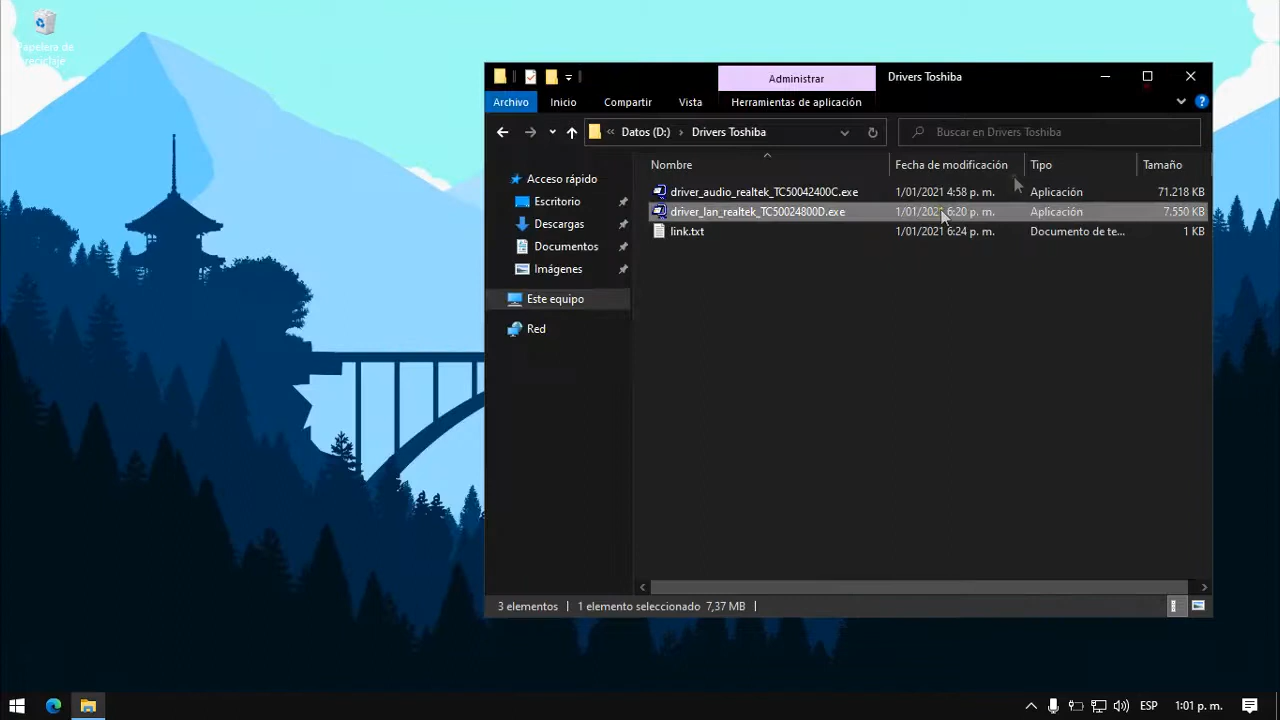 Papelera de
reciclaje
Administrar
Drivers Toshiba
Archivo
Inicio
Compartir
Vista
Herramientas de aplicación
« Datos (D:) > Drivers Toshiba
Buscar en Drivers Toshiba
Nombre
Fecha de modificación
Tipo
Tamaño
driver_audio_realtek_TC50042400C.exe 1/01/2021 4:58 p. m. Aplicación 71.218 KB
driver_lan_realtek_TC50024800D.exe 1/01/2021 6:20 p. m. Aplicación 7.550 KB
link.txt 1/01/2021 6:24 p. m. Documento de te... 1 KB
Acceso rápido
Escritorio
Descargas
Documentos
Imágenes
Este equipo
Red
3 elementos
1 elemento seleccionado 7,37 MB
ESP
1:01 p. m.